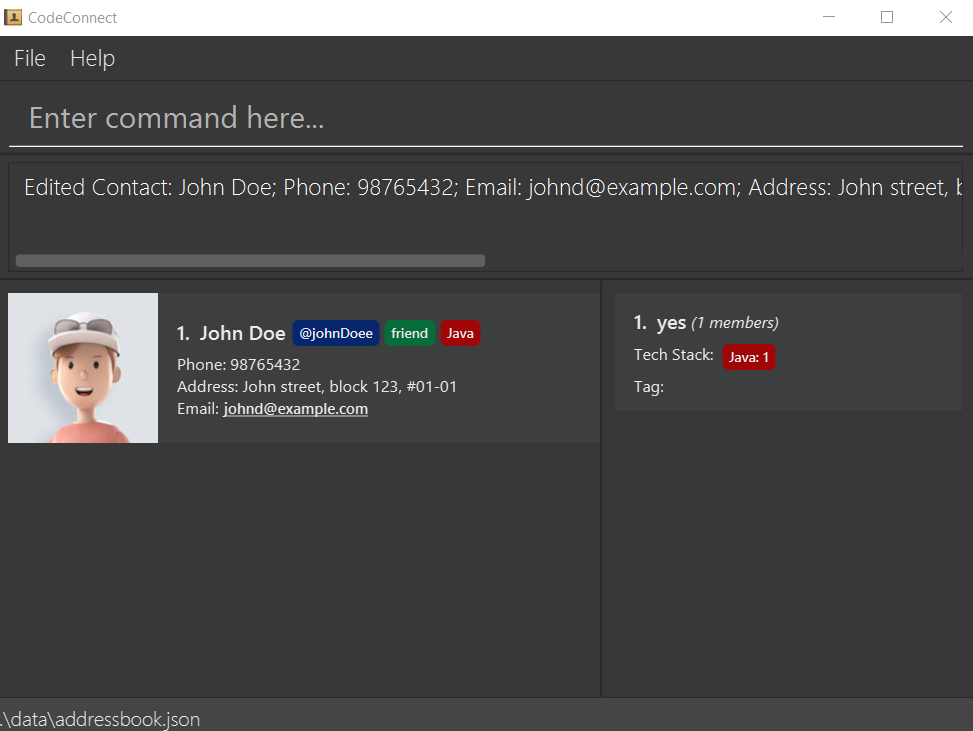 CodeConnect
File Help
Enter command here...
Edited Contact: John Doe; Phone: 98765432; Email: johnd@example.com; Address: John street,
1. John Doe @johnDoee friend Java
Phone: 98765432
Address: John street, block 123, #01-01
Email: johnd@example.com
1. yes (1 members)
Tech Stack: Java: 1
Tag:
.\data\addressbook.json